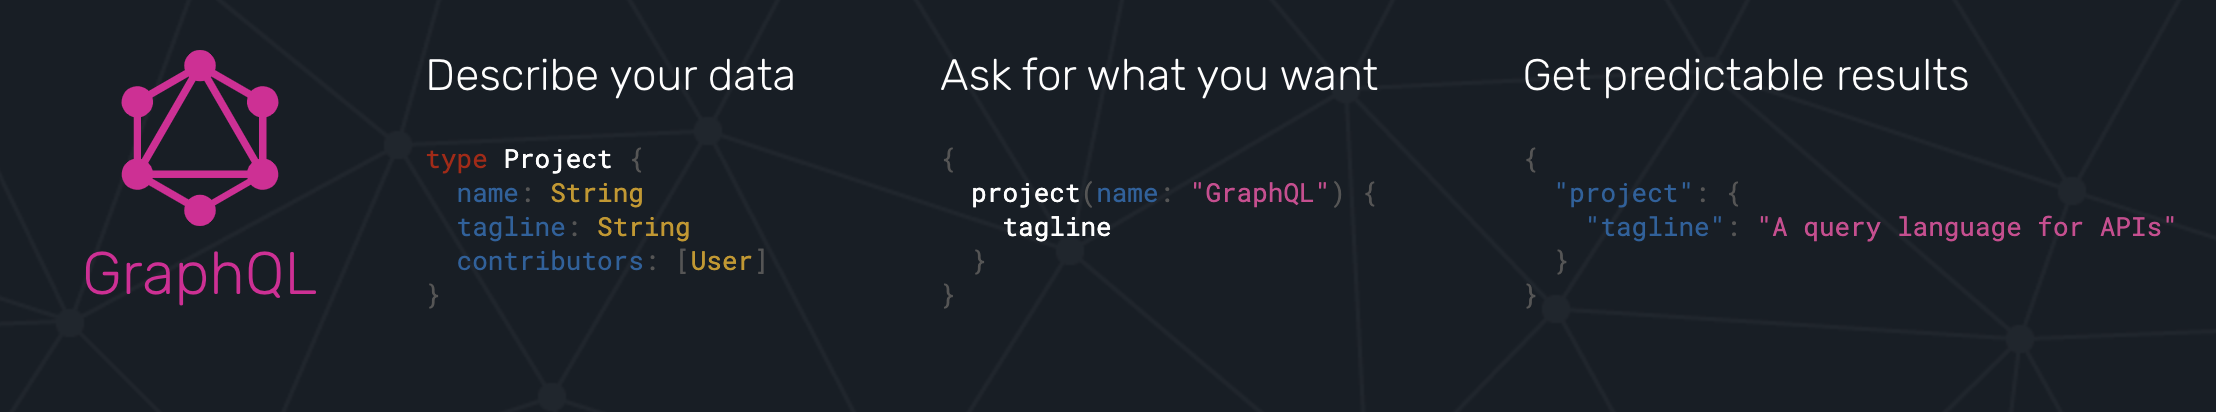 GraphQL
Describe your data
type Project {
  name: String
  tagline: String
  contributors: [User]
}
Ask for what you want
{
  project(name: "GraphQL") {
    tagline
  }
}
Get predictable results
{
  "project": {
    "tagline": "A query language for APIs"
  }
}